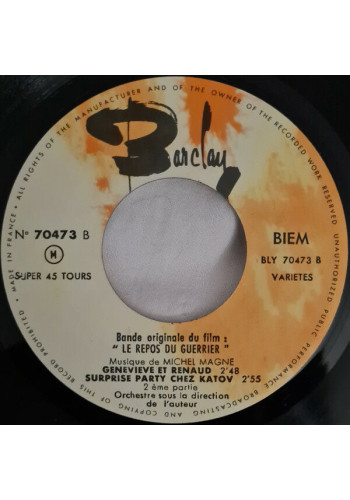 ALL RIGHTS OF THE MANUFACTURER AND OF THE OWNER OF THE RECORDED WORK RESERVED
UNAUTHORIZED PUBLIC PERFORMANCE BROADCASTING AND COPYING OF THIS RECORD PROHIBITED
MADE IN FRANCE
Barclay
Nº 70473 B
M
SUPER 45 TOURS
BIEM
BLY 70473 B
VARIETES
Bande originale du film :
" LE REPOS DU GUERRIER "
Musique de MICHEL MAGNE
GENEVIEVE ET RENAUD 2'48
SURPRISE PARTY CHEZ KATOV 2'55
2 ème partie
Orchestre sous la direction
de l'auteur